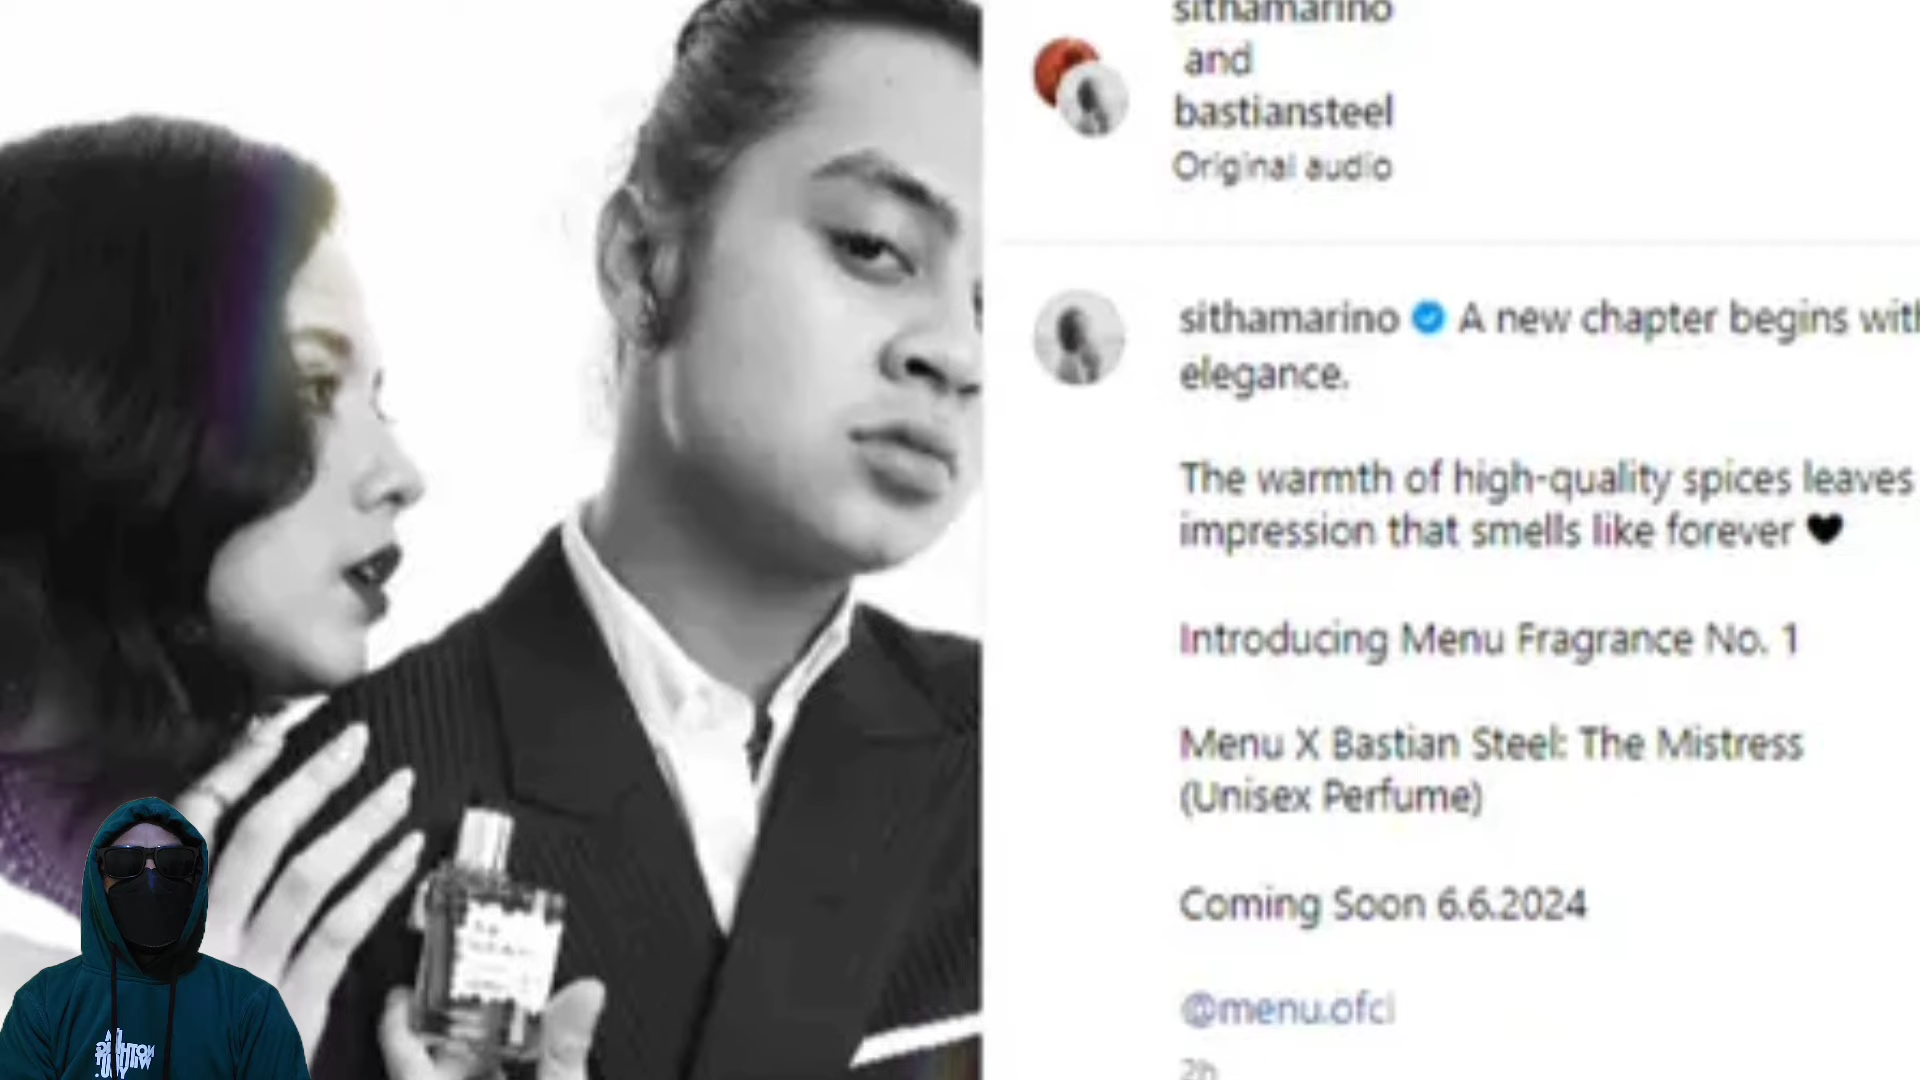 sithamarino
and
bastiansteel
Original audio
sithamarino A new chapter begins with
elegance.
The warmth of high-quality spices leaves
impression that smells like forever 🖤
Introducing Menu Fragrance No. 1
Menu X Bastian Steel: The Mistress
(Unisex Perfume)
Coming Soon 6.6.2024
@menu.ofci
2h